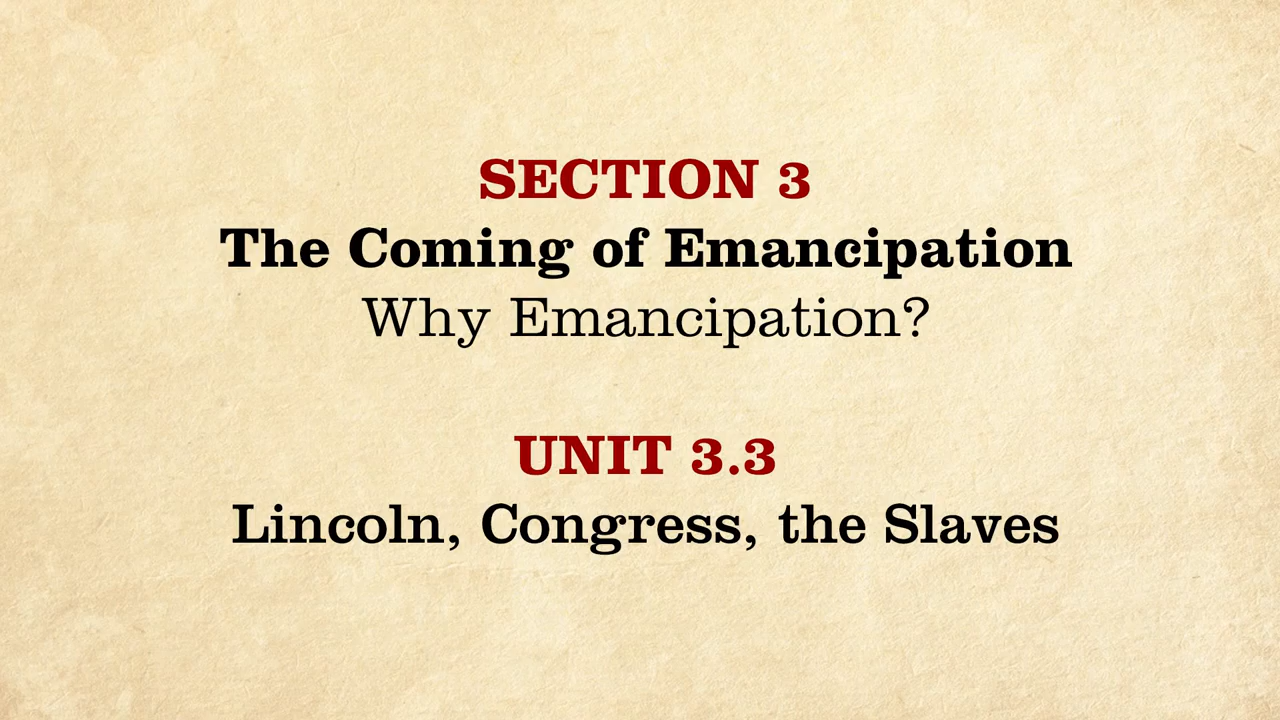 SECTION 3
The Coming of Emancipation
Why Emancipation?
UNIT 3.3
Lincoln, Congress, the Slaves